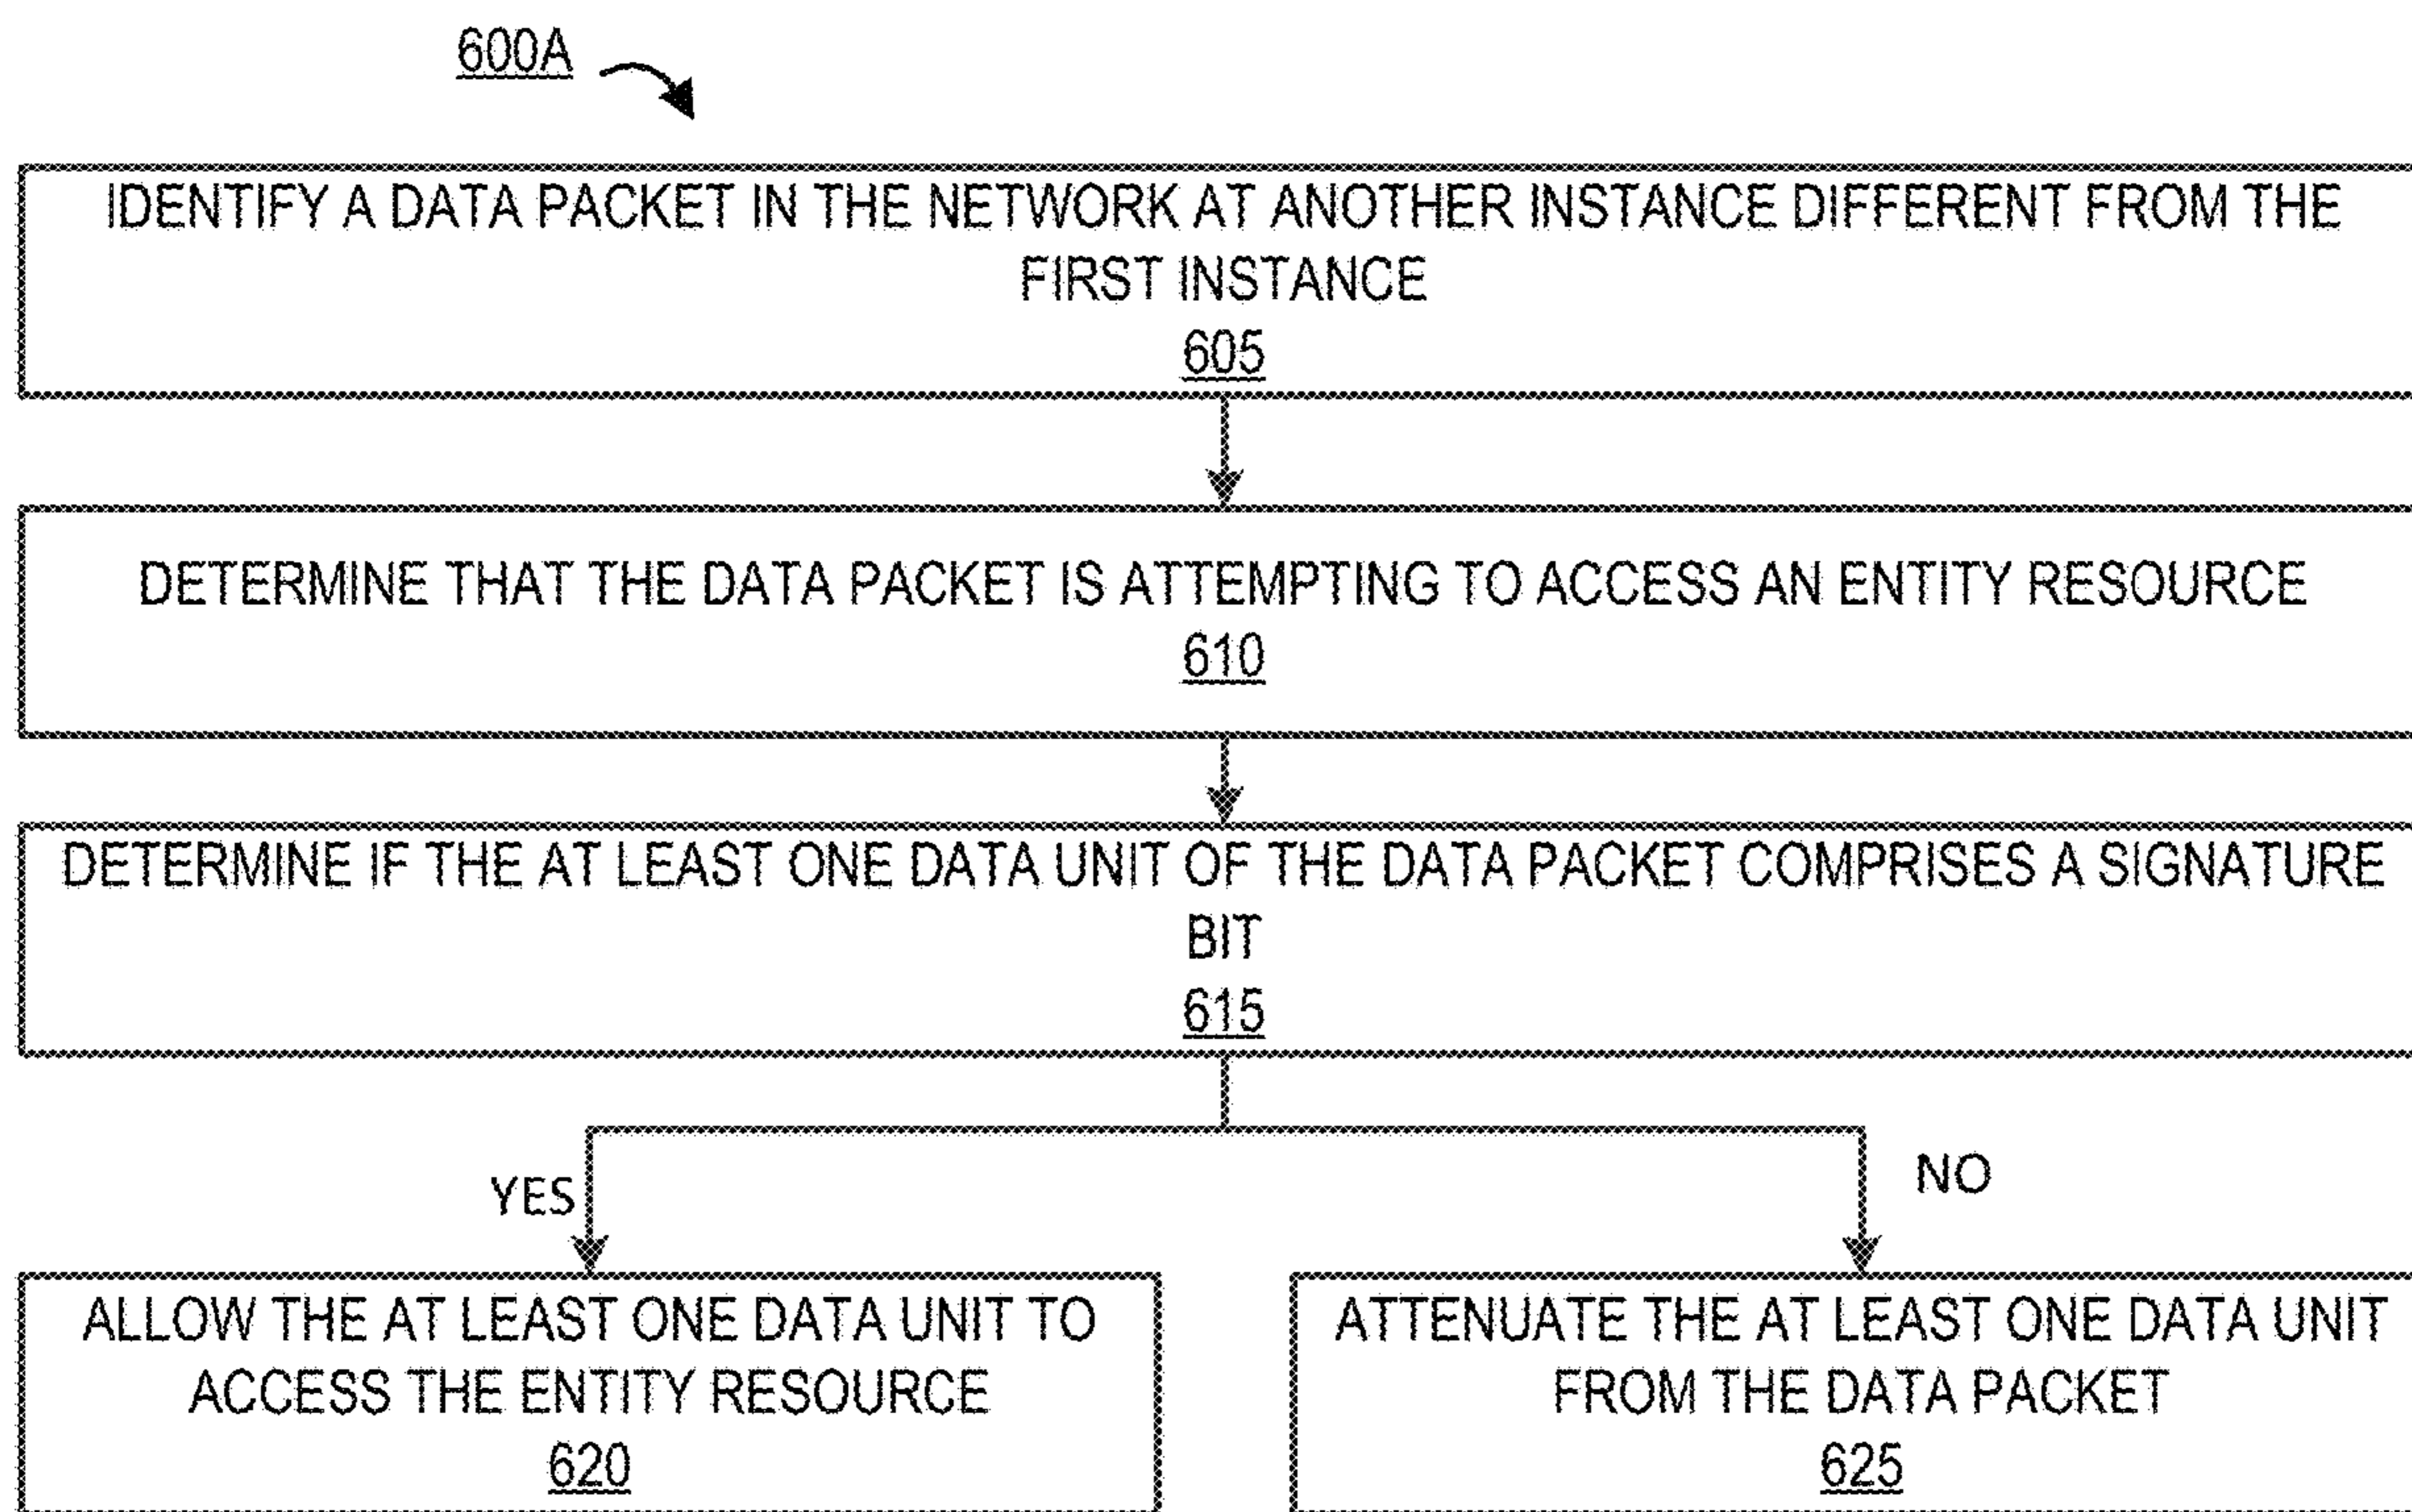 600A
IDENTIFY A DATA PACKET IN THE NETWORK AT ANOTHER INSTANCE DIFFERENT FROM THE
FIRST INSTANCE
605
DETERMINE THAT THE DATA PACKET IS ATTEMPTING TO ACCESS AN ENTITY RESOURCE
610
DETERMINE IF THE AT LEAST ONE DATA UNIT OF THE DATA PACKET COMPRISES A SIGNATURE
BIT
615
YES
NO
ALLOW THE AT LEAST ONE DATA UNIT TO
ACCESS THE ENTITY RESOURCE
620
ATTENUATE THE AT LEAST ONE DATA UNIT
FROM THE DATA PACKET
625